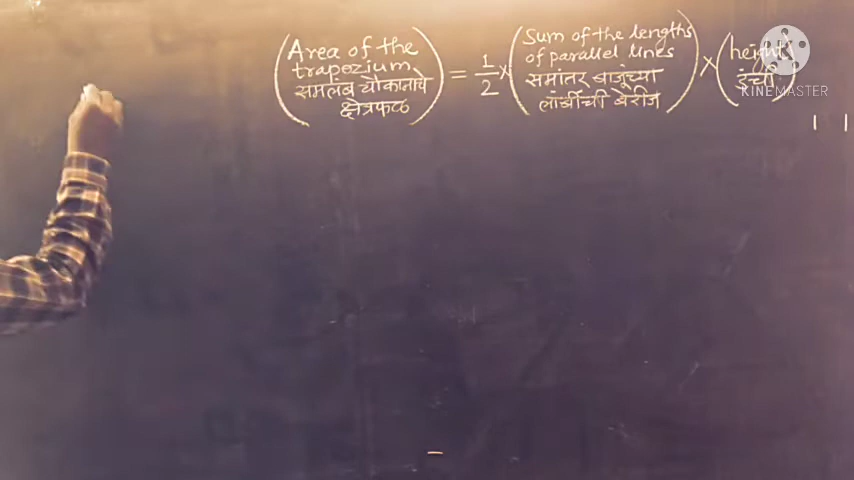 Area of the
trapezium
समलंब चौकोनाचे
क्षेत्रफळ
= 1/2 ×
Sum of the lengths
of parallel lines
समांतर बाजूंच्या
लांबींची बेरीज
×
height
उंची
KINEMASTER